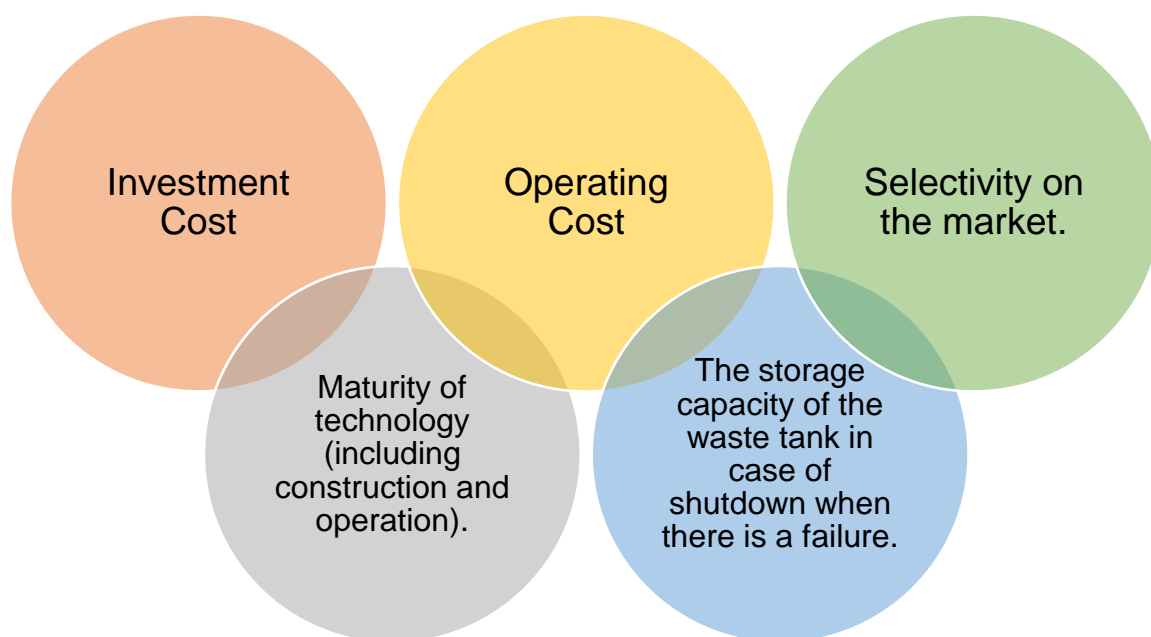 Investment
Cost
Operating
Cost
Selectivity on
the market.
Maturity of
technology
(including
construction and
operation).
The storage
capacity of the
waste tank in
case of
shutdown when
there is a failure.